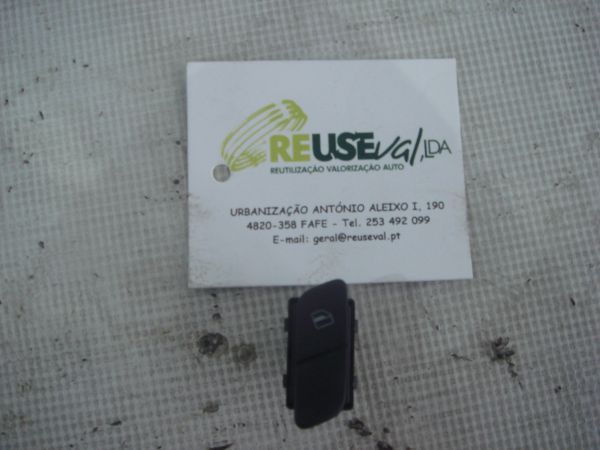 REUSEval, LDA
REUTILIZAÇÃO VALORIZAÇÃO AUTO
URBANIZAÇÃO ANTÓNIO ALEIXO I, 190
4820-358 FAFE - Tel. 253 492 099
E-mail: geral@reuseval.pt